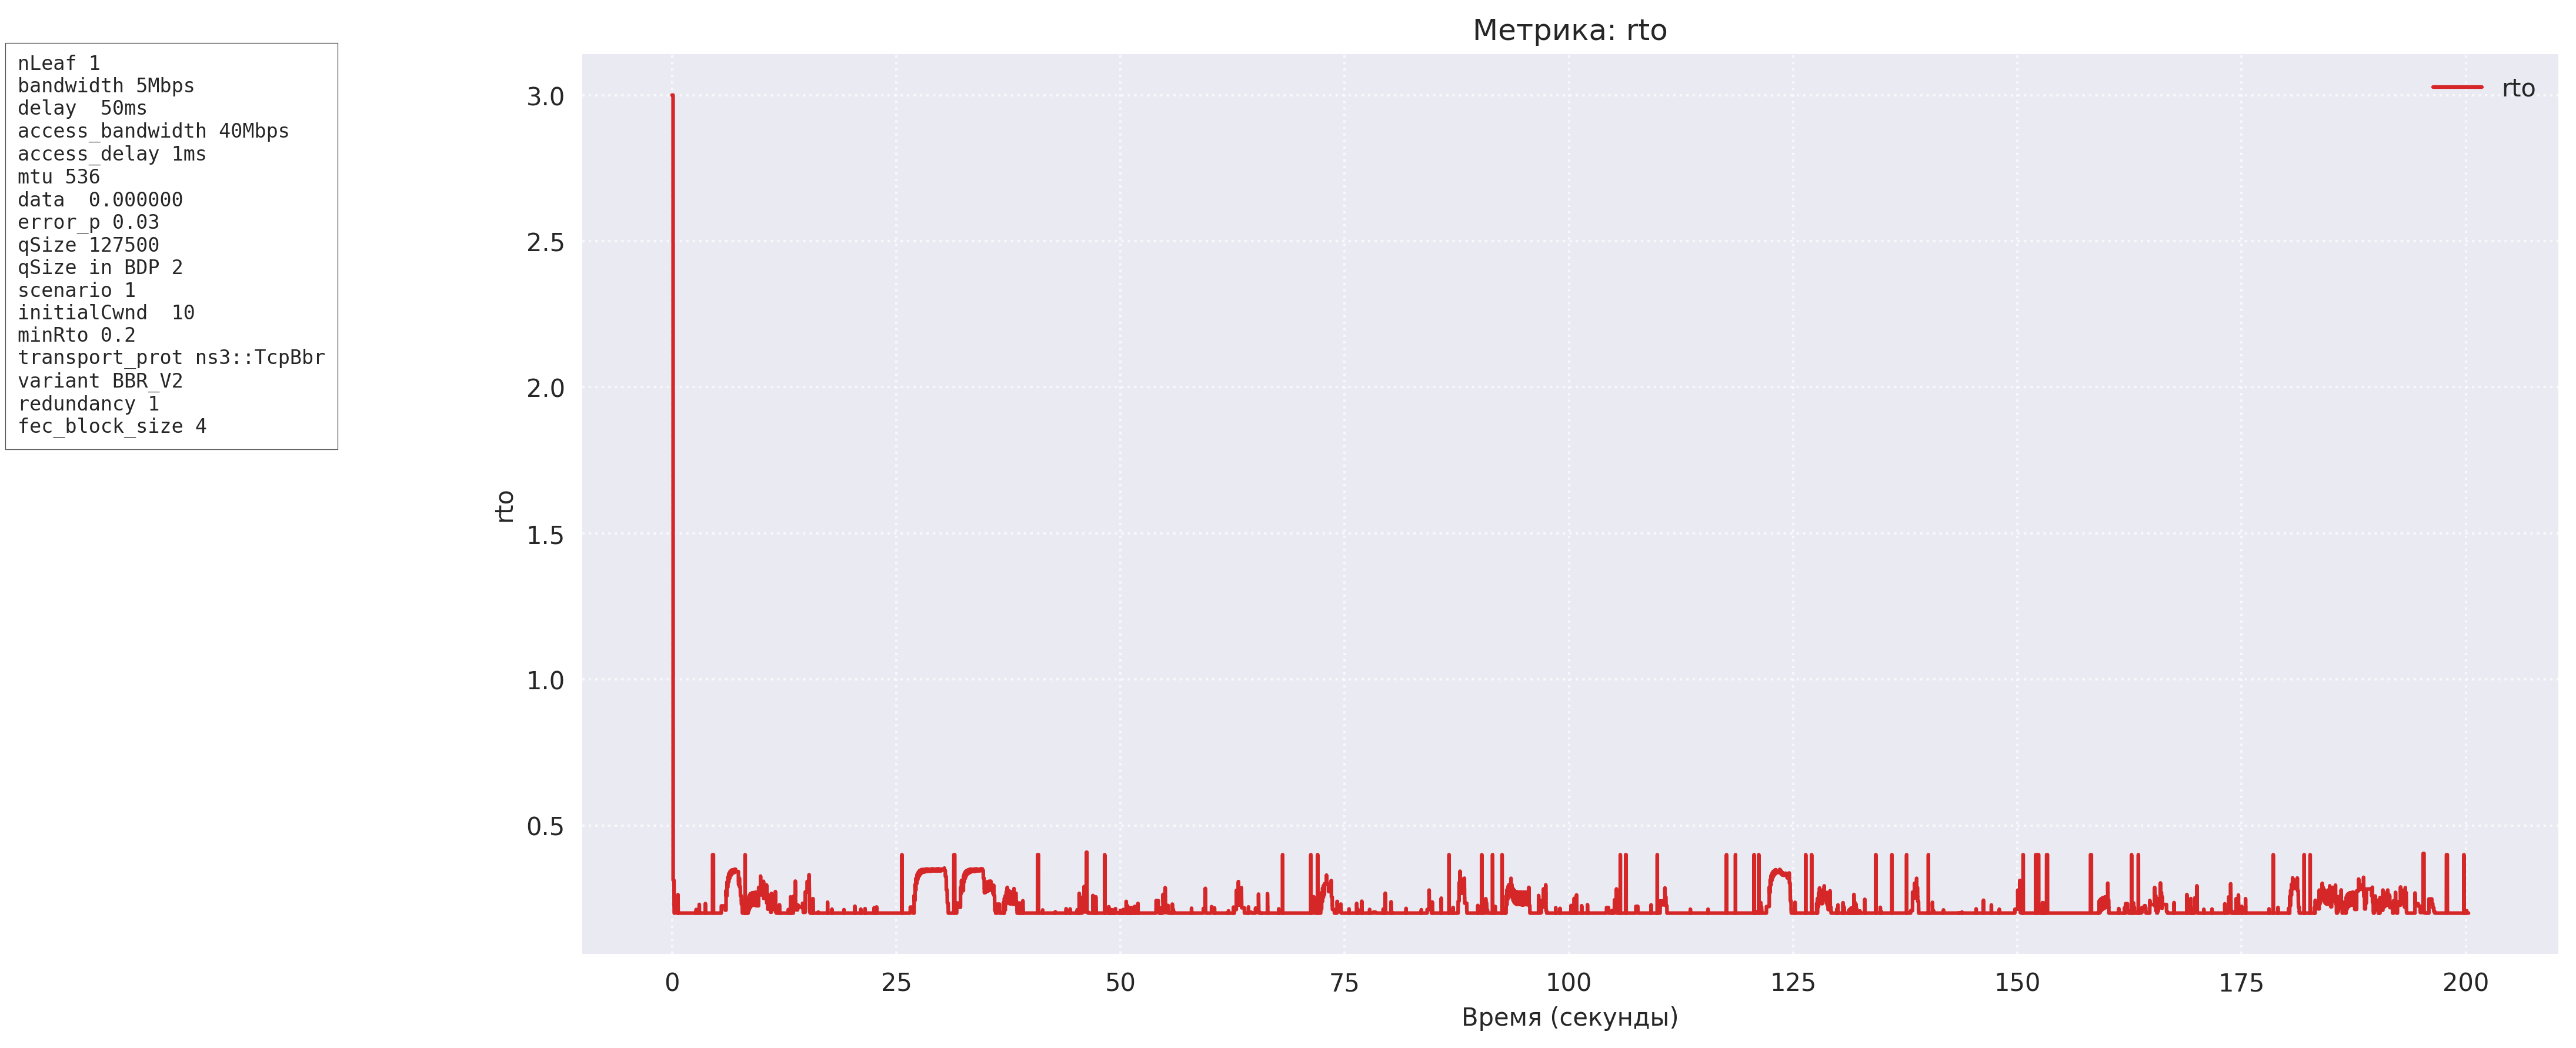 Метрика: rto
nLeaf 1
bandwidth 5Mbps
delay  50ms
access_bandwidth 40Mbps
access_delay 1ms
mtu 536
data  0.000000
error_p 0.03
qSize 127500
qSize in BDP 2
scenario 1
initialCwnd  10
minRto 0.2
transport_prot ns3::TcpBbr
variant BBR_V2
redundancy 1
fec_block_size 4
rto
3.0
2.5
2.0
1.5
1.0
0.5
rto
0
25
50
75
100
125
150
175
200
Время (секунды)